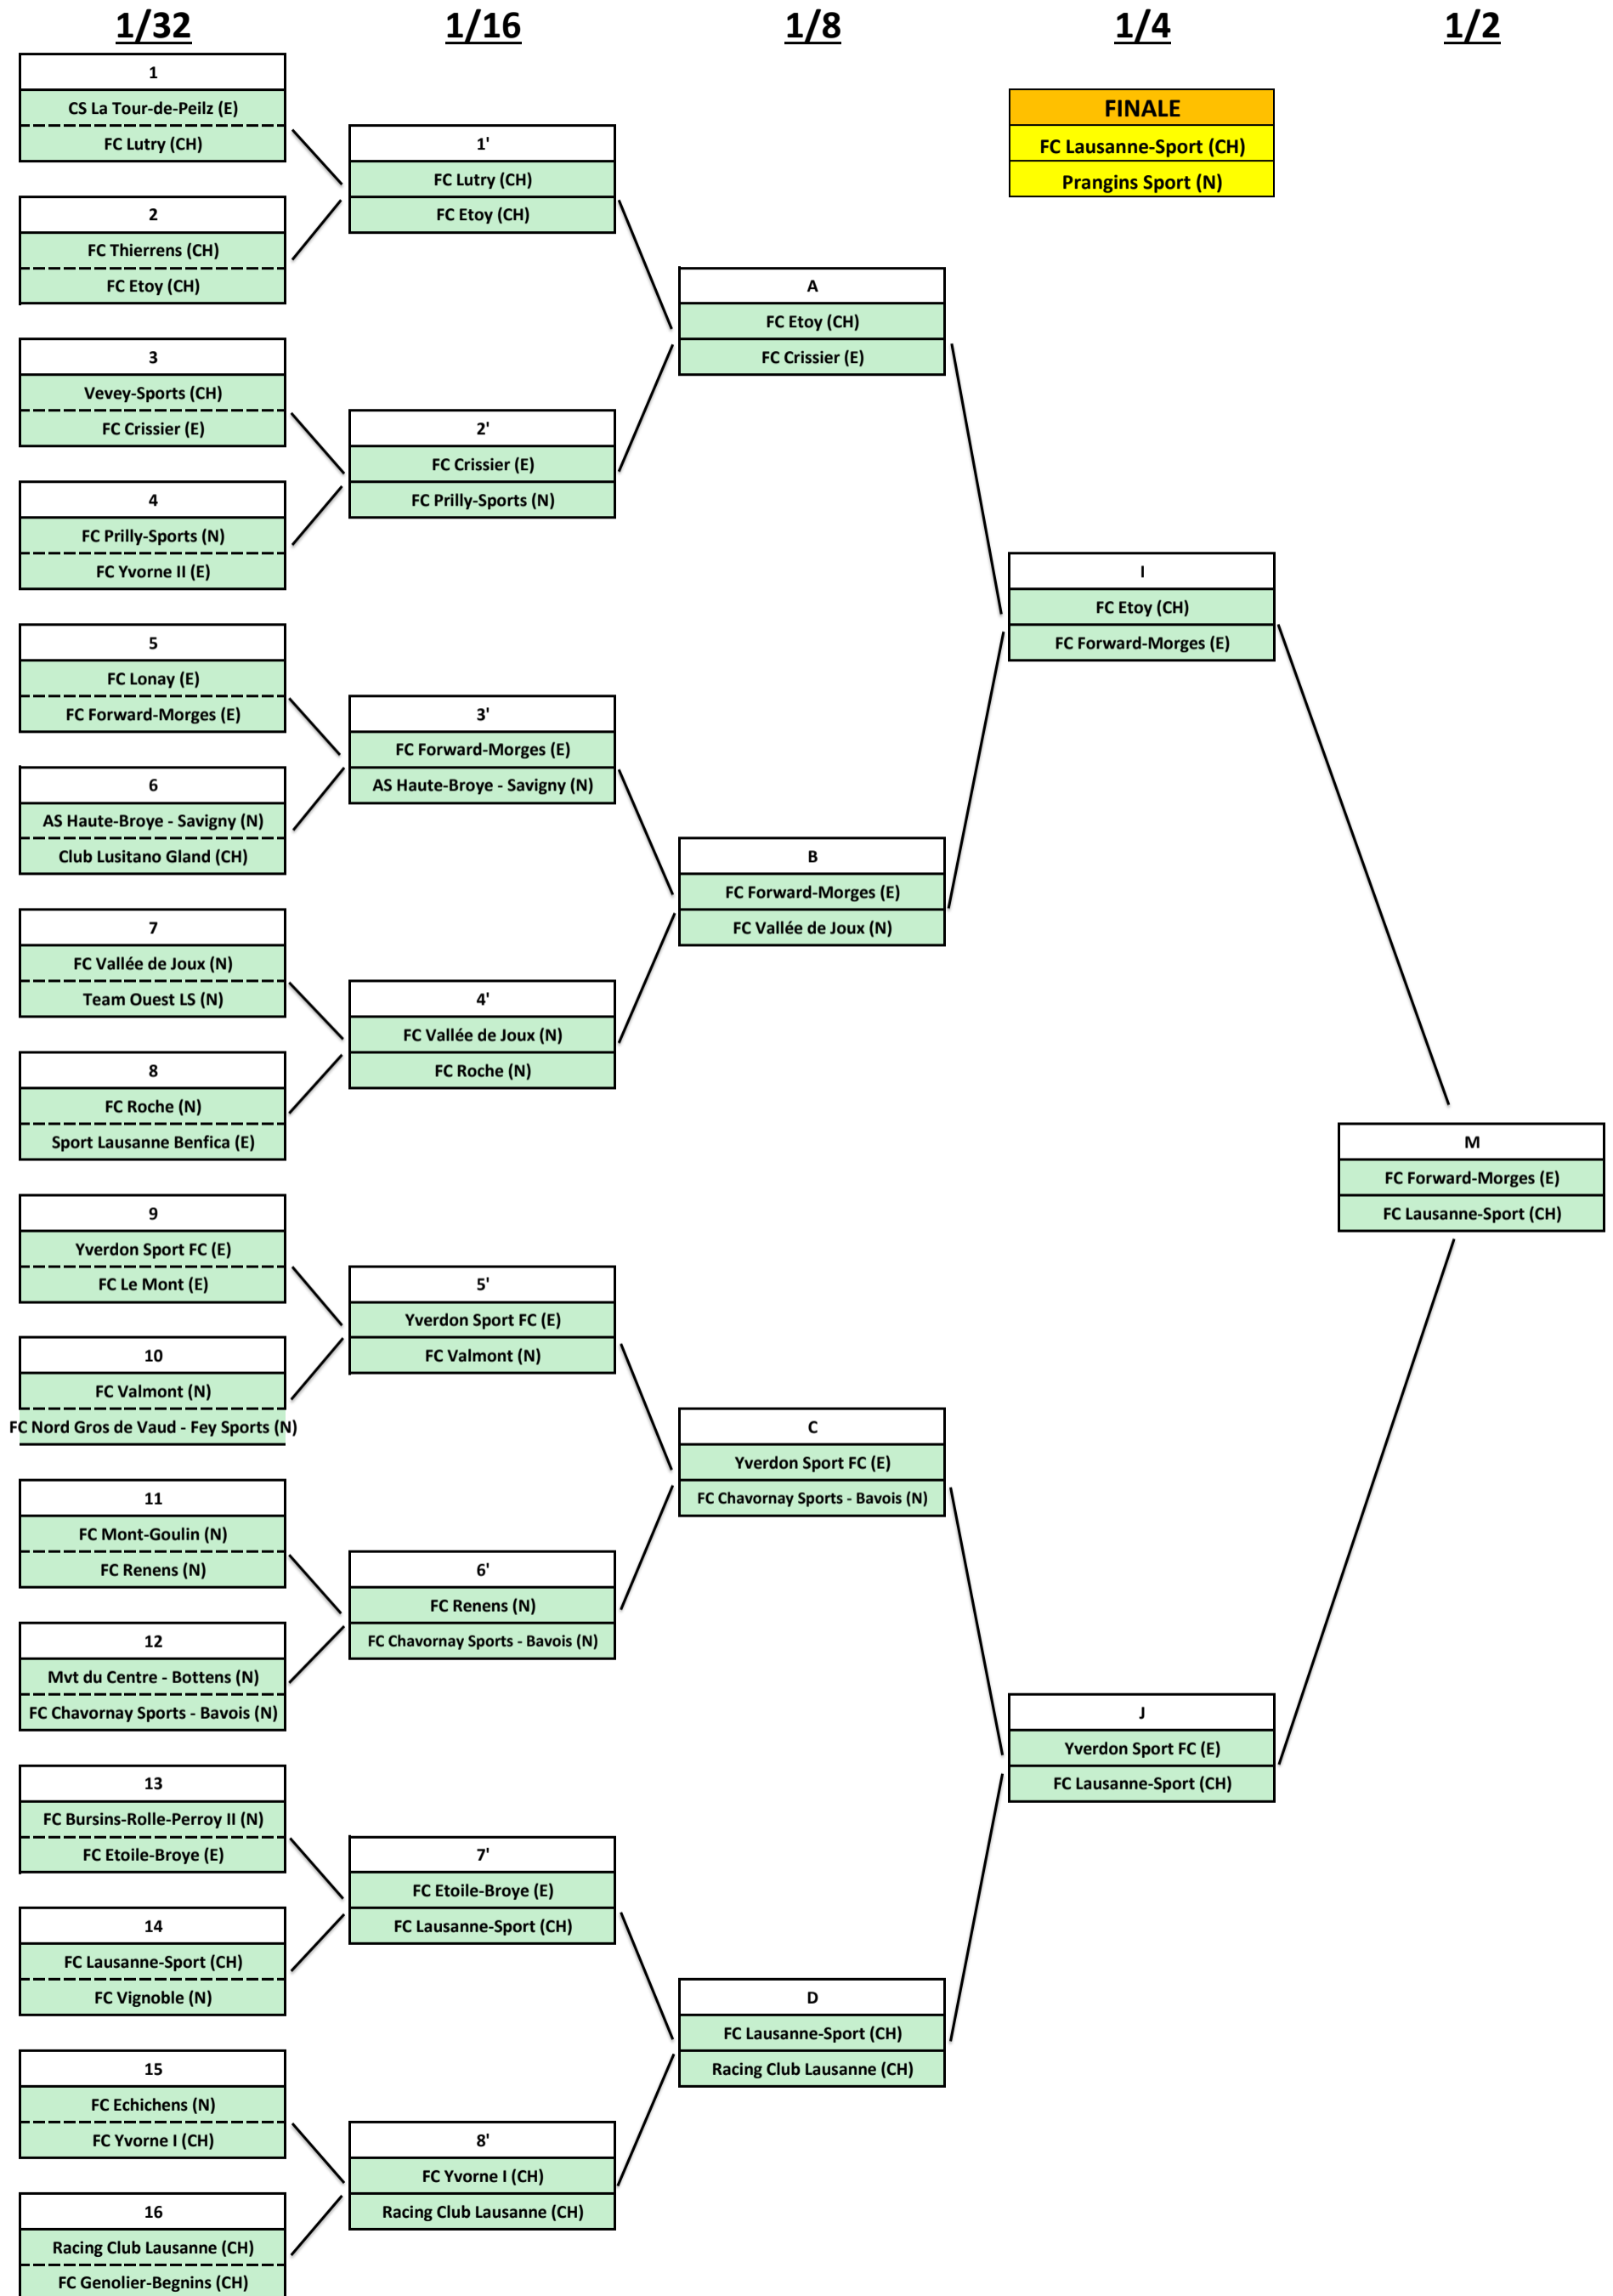 1/32
1/16
1/8
1/4
1/2
1
CS La Tour-de-Peilz (E)
FC Lutry (CH)
2
FC Thierrens (CH)
FC Etoy (CH)
3
Vevey-Sports (CH)
FC Crissier (E)
4
FC Prilly-Sports (N)
FC Yvorne II (E)
5
FC Lonay (E)
FC Forward-Morges (E)
6
AS Haute-Broye - Savigny (N)
Club Lusitano Gland (CH)
7
FC Vallée de Joux (N)
Team Ouest LS (N)
8
FC Roche (N)
Sport Lausanne Benfica (E)
9
Yverdon Sport FC (E)
FC Le Mont (E)
10
FC Valmont (N)
FC Nord Gros de Vaud - Fey Sports (N)
11
FC Mont-Goulin (N)
FC Renens (N)
12
Mvt du Centre - Bottens (N)
FC Chavornay Sports - Bavois (N)
13
FC Bursins-Rolle-Perroy II (N)
FC Etoile-Broye (E)
14
FC Lausanne-Sport (CH)
FC Vignoble (N)
15
FC Echichens (N)
FC Yvorne I (CH)
16
Racing Club Lausanne (CH)
FC Genolier-Begnins (CH)
1'
FC Lutry (CH)
FC Etoy (CH)
2'
FC Crissier (E)
FC Prilly-Sports (N)
3'
FC Forward-Morges (E)
AS Haute-Broye - Savigny (N)
4'
FC Vallée de Joux (N)
FC Roche (N)
5'
Yverdon Sport FC (E)
FC Valmont (N)
6'
FC Renens (N)
FC Chavornay Sports - Bavois (N)
7'
FC Etoile-Broye (E)
FC Lausanne-Sport (CH)
8'
FC Yvorne I (CH)
Racing Club Lausanne (CH)
A
FC Etoy (CH)
FC Crissier (E)
B
FC Forward-Morges (E)
FC Vallée de Joux (N)
C
Yverdon Sport FC (E)
FC Chavornay Sports - Bavois (N)
D
FC Lausanne-Sport (CH)
Racing Club Lausanne (CH)
FINALE
FC Lausanne-Sport (CH)
Prangins Sport (N)
I
FC Etoy (CH)
FC Forward-Morges (E)
J
Yverdon Sport FC (E)
FC Lausanne-Sport (CH)
M
FC Forward-Morges (E)
FC Lausanne-Sport (CH)